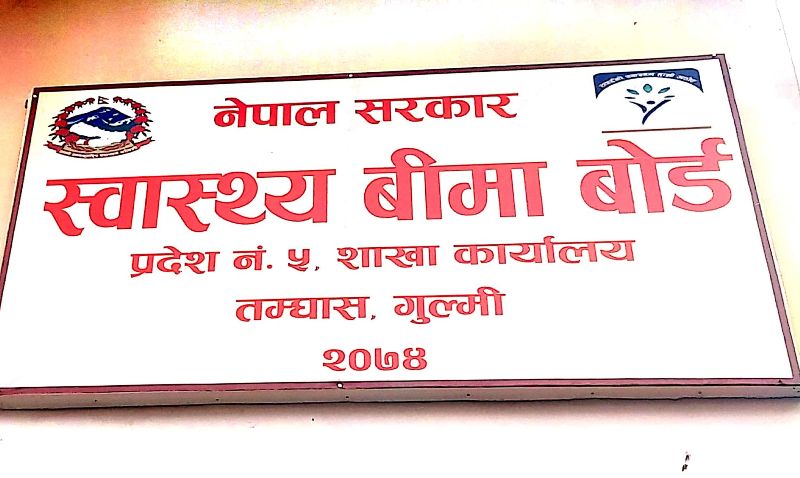 नेपाल सरकार
स्वास्थ्य बीमा बोर्ड
प्रदेश नं. ५, शाखा कार्यालय
तम्घास, गुल्मी
२०७४